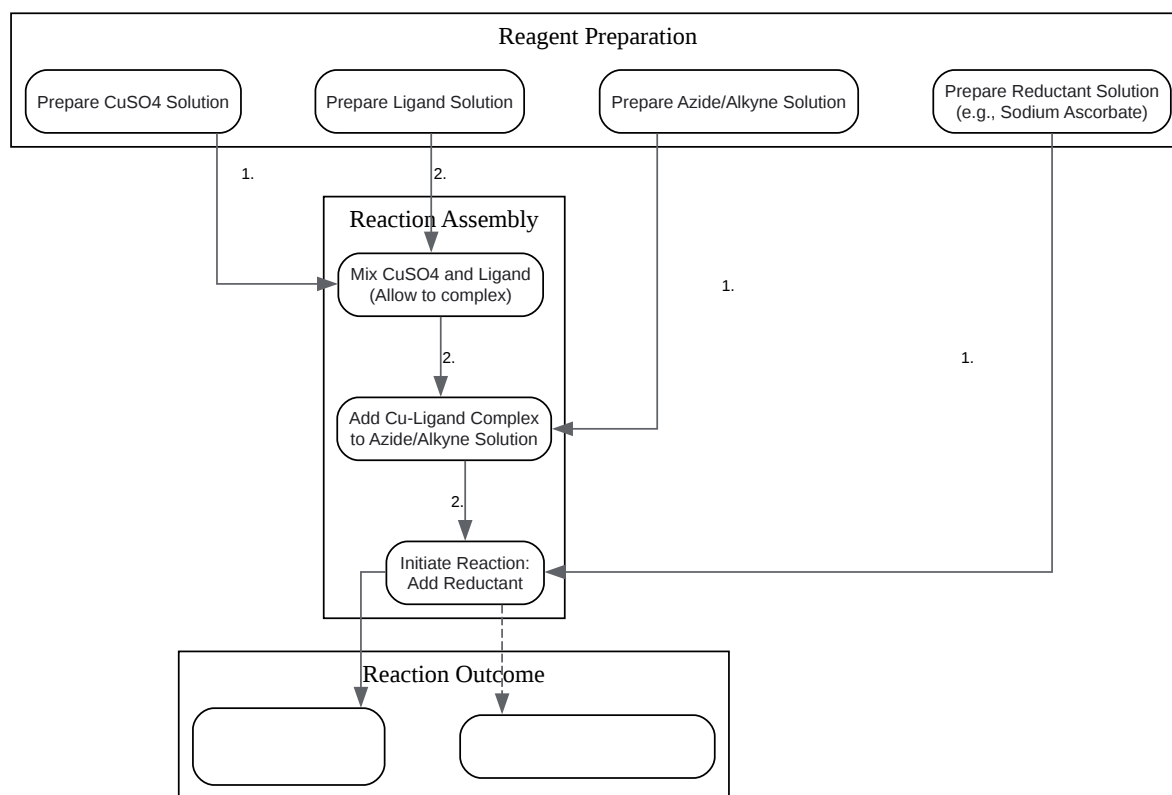 Reagent Preparation
Prepare CuSO4 Solution
Prepare Ligand Solution
Prepare Azide/Alkyne Solution
Prepare Reductant Solution
(e.g., Sodium Ascorbate)
1.
2.
Reaction Assembly
Mix CuSO4 and Ligand
(Allow to complex)
1.
2.
1.
Add Cu-Ligand Complex
to Azide/Alkyne Solution
2.
Initiate Reaction:
Add Reductant
Reaction Outcome